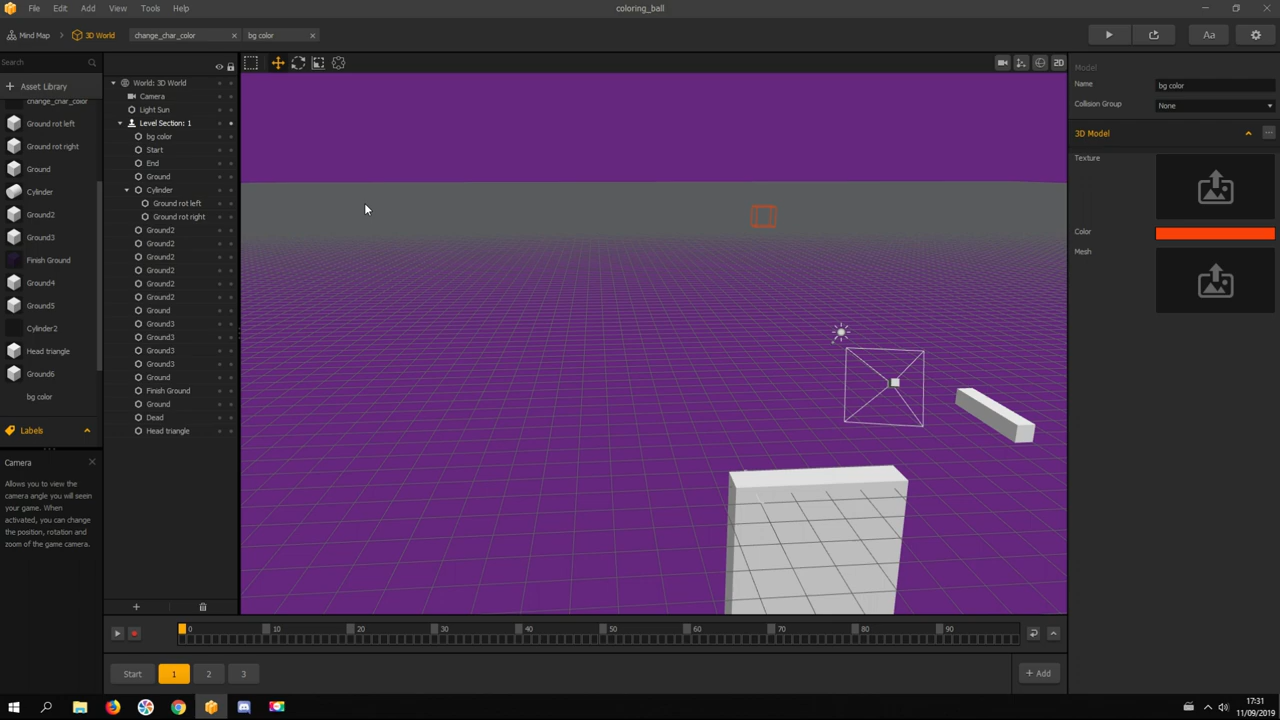 File Edit Add View Tools Help
coloring_ball
Mind Map
3D World
change_char_color
bg color
Aa
Search
Asset Library
change_char_color
Ground rot left
Ground rot right
Ground
Cylinder
Ground2
Ground3
Finish Ground
Ground4
Ground5
Cylinder2
Head triangle
Ground6
bg color
Labels
Camera
Allows you to view the
camera angle you will seein
your game. When
activated, you can change
the position, rotation and
zoom of the game camera.
World: 3D World
Camera
Light Sun
Level Section: 1
bg color
Start
End
Ground
Cylinder
Ground rot left
Ground rot right
Ground2
Ground2
Ground2
Ground2
Ground2
Ground2
Ground
Ground3
Ground3
Ground3
Ground3
Ground
Finish Ground
Ground
Dead
Head triangle
2D
Model
Name
bg color
Collision Group
None
3D Model
Texture
Color
Mesh
0 10 20 30 40 50 60 70 80 90
Start 1 2 3
Add
17:31
11/09/2019